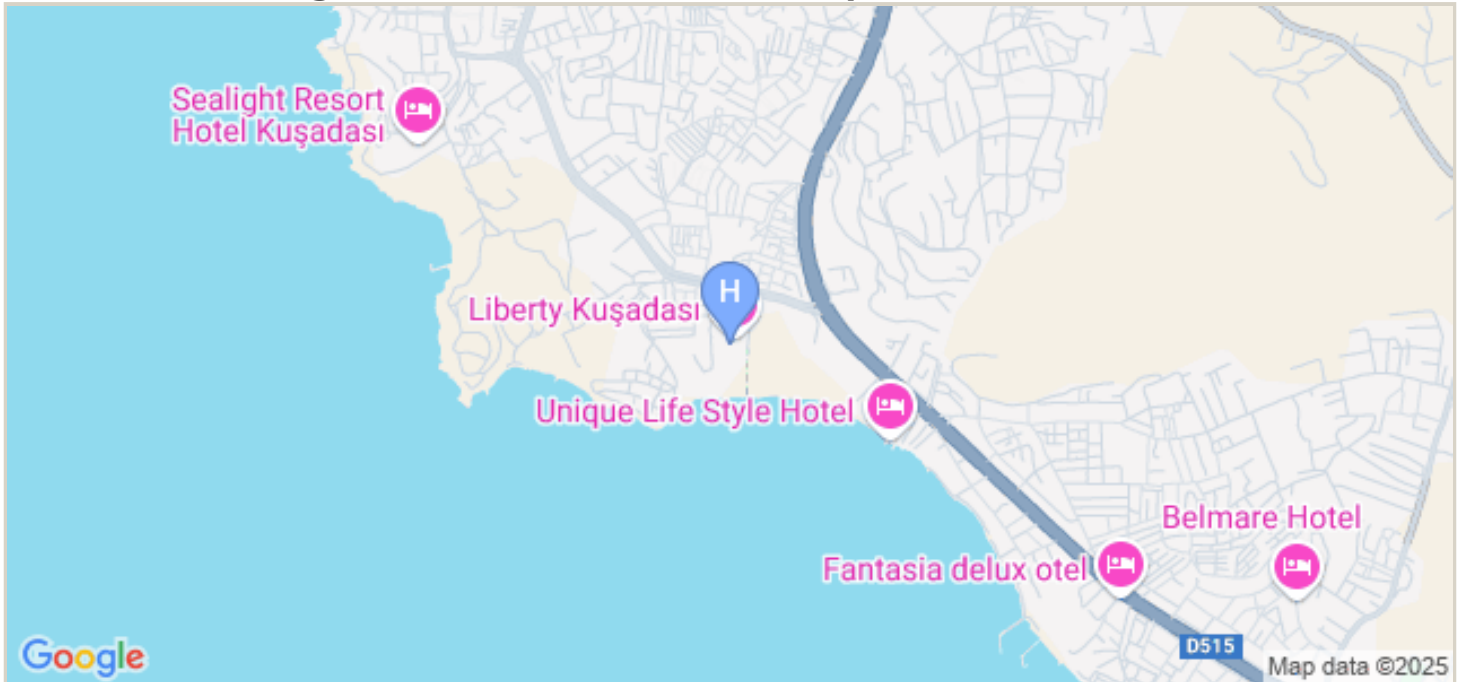 Sealight Resort
Hotel Kuşadası
H
Liberty Kuşadası
Unique Life Style Hotel
Belmare Hotel
Fantasia delux otel
D515
Google
Map data ©2025